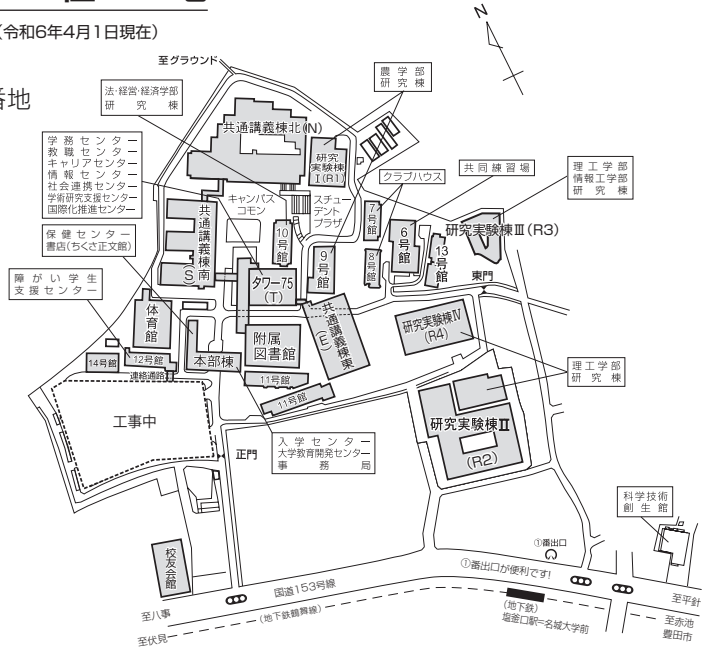 (令和6年4月1日現在)
番地
N
至グラウンド
法・経営・経済学部
研究棟
農学部
研究棟
共通講義棟北(N)
研究
実験棟
I(R1)
学務センター
教職センター
キャリアセンター
情報センター
社会連携センター
学術研究支援センター
国際化推進センター
クラブハウス
共同練習場
理工学部
情報工学部
研究棟
キャンパス
コモン
スチュー
デント
プラザ
共通講義棟南
(S)
10号館
7号館
6号館
研究実験棟Ⅲ(R3)
保健センター
書店(ちくさ正文館)
9号館
8号館
13号館
東門
障がい学生
支援センター
タワー75
(T)
体育館
附属
図書館
共通講義棟東
(E)
研究実験棟Ⅳ
(R4)
14号館
12号館
連絡通路
本部棟
11号館
11号館
理工学部
研究棟
工事中
研究実験棟Ⅱ
(R2)
正門
入学センター
大学教育開発センター
事務局
科学技術
創生館
校友会館
①番出口
①番出口が便利です!
国道153号線
至八事
(地下鉄鶴舞線)
至伏見
(地下鉄)
塩釜口駅=名城大学前
至平針
至赤池
豊田市